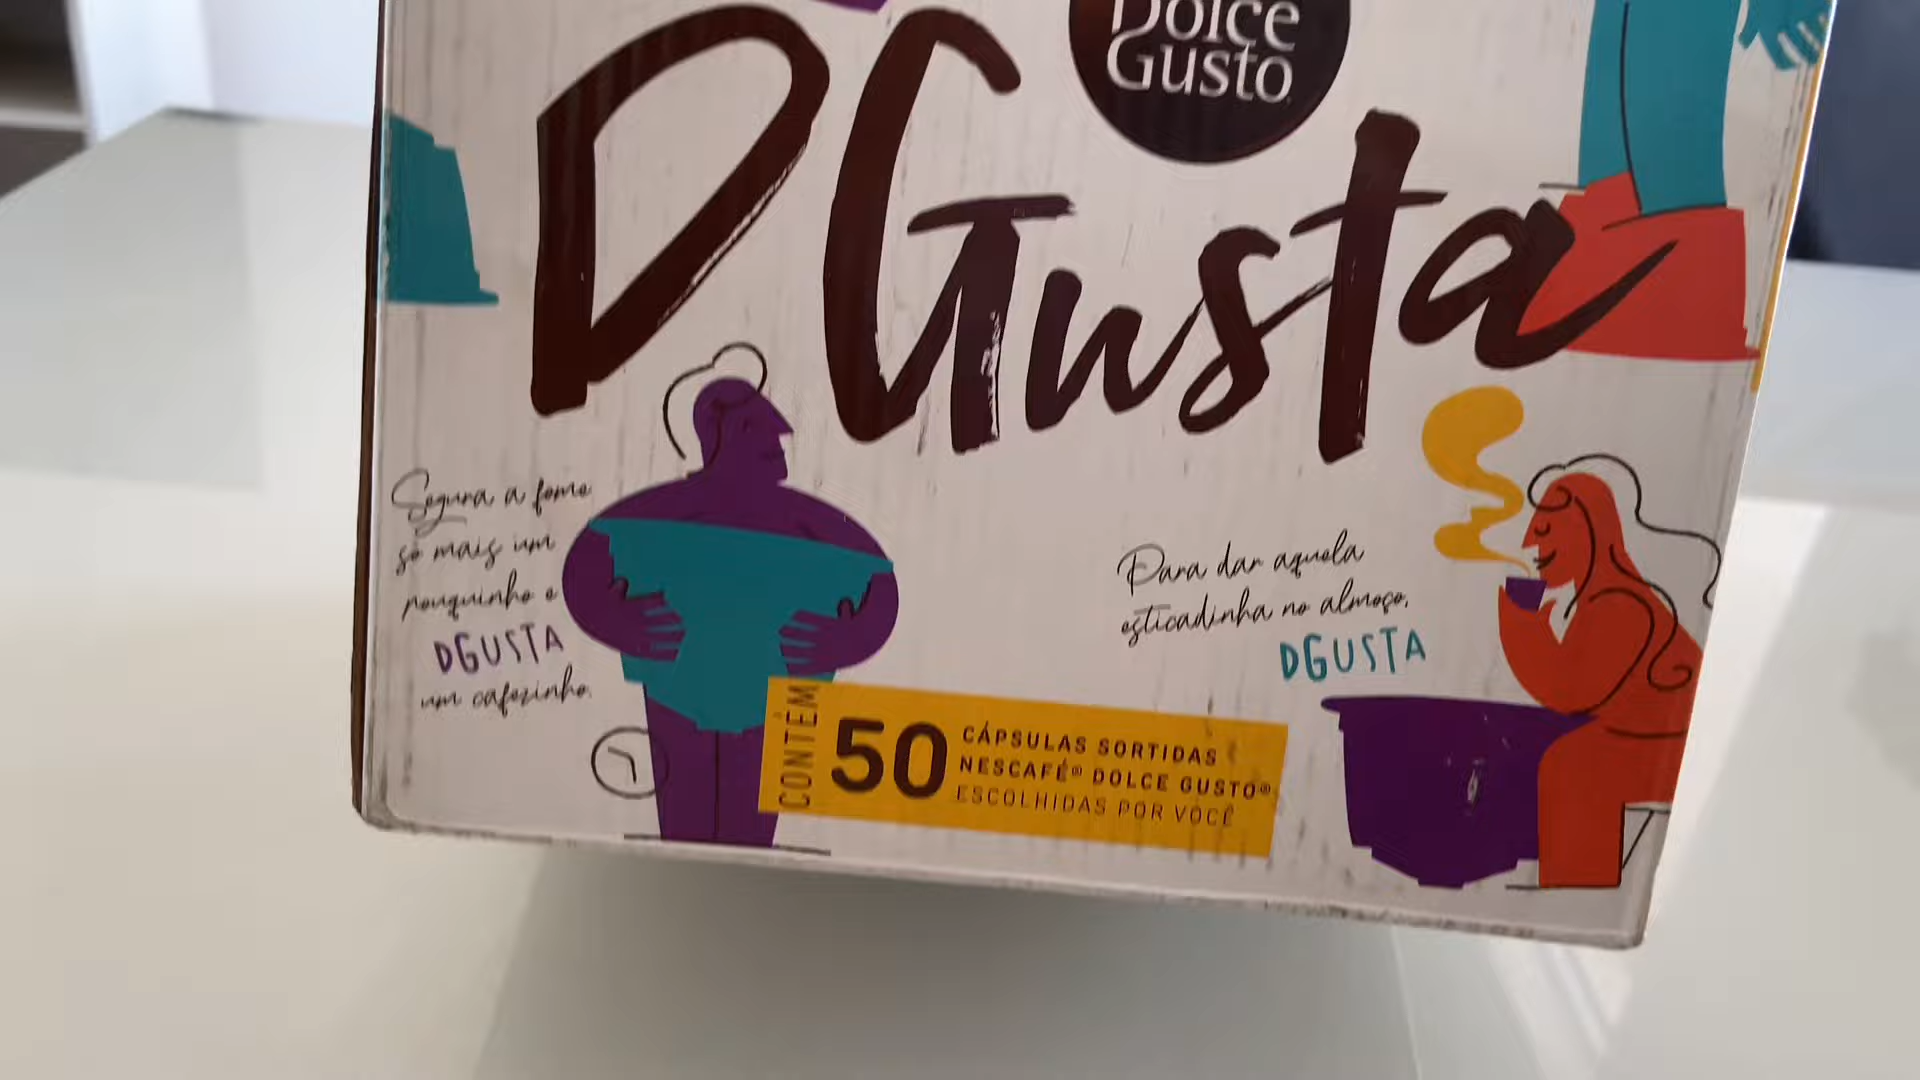 Dolce
Gusto
DGusta
Segura a fome
só mais um
pouquinho e
DGUSTA
um cafezinho.
Para dar aquela
esticadinha no almoço,
DGUSTA
CONTÉM
50
CÁPSULAS SORTIDAS
NESCAFÉ® DOLCE GUSTO®
ESCOLHIDAS POR VOCÊ